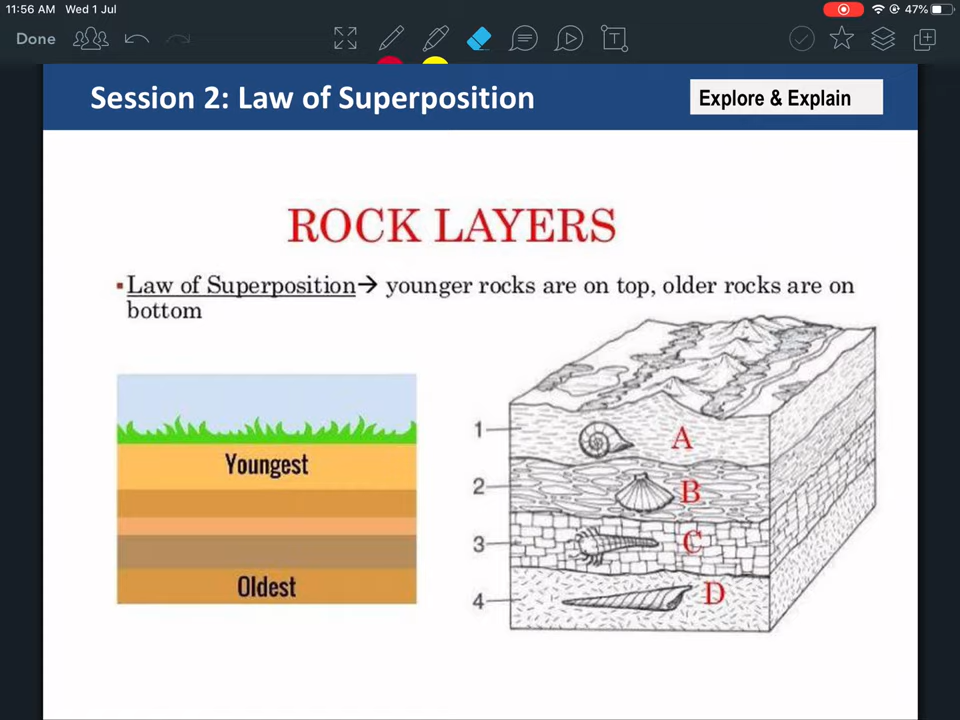 11:56 AM Wed 1 Jul
47%
Done
T
Session 2: Law of Superposition
Explore & Explain
ROCK LAYERS
▪Law of Superposition→ younger rocks are on top, older rocks are on
bottom
Youngest
Oldest
1
A
2
B
3
C
4
D